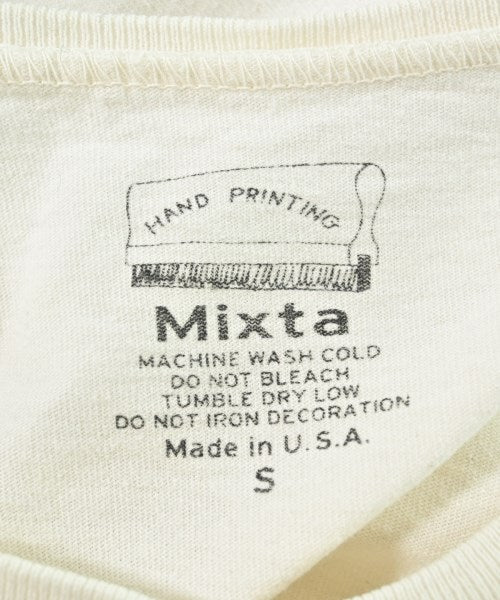 HAND PRINTING
Mixta
MACHINE WASH COLD
DO NOT BLEACH
TUMBLE DRY LOW
DO NOT IRON DECORATION
Made in U.S.A.
S